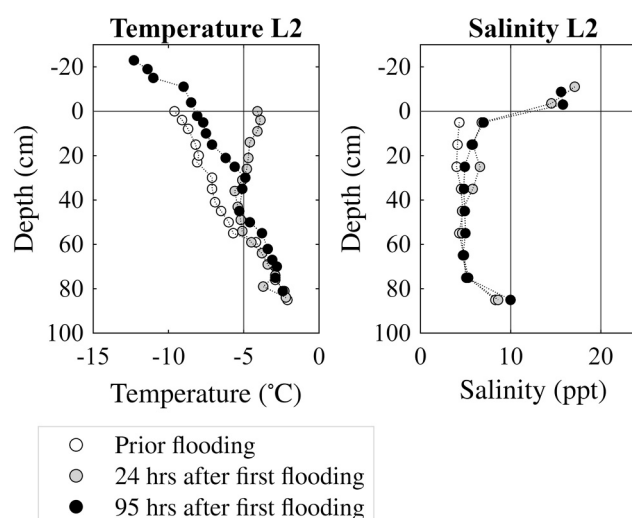 Temperature L2
Salinity L2
-20
0
20
40
60
80
100
Depth (cm)
-15
-10
-5
0
Temperature (°C)
-20
0
20
40
60
80
100
Depth (cm)
0
10
20
Salinity (ppt)
Prior flooding
24 hrs after first flooding
95 hrs after first flooding